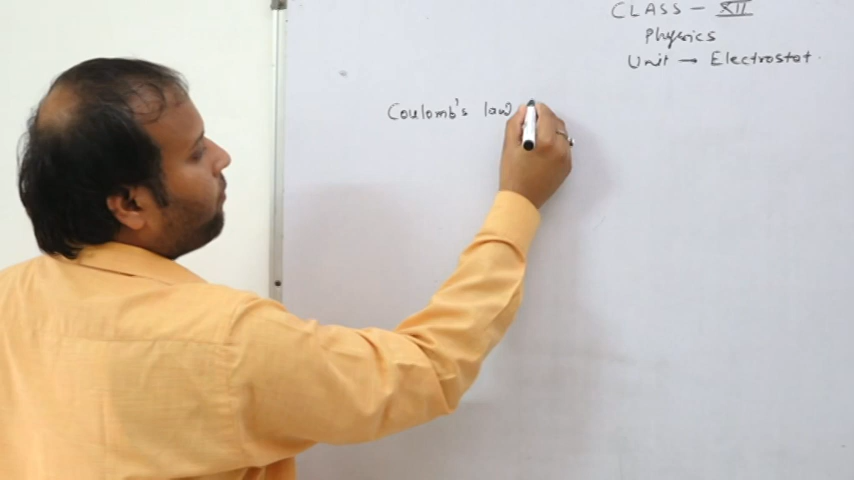 CLASS - XII
Physics
Unit → Electrostat.
Coulomb's law